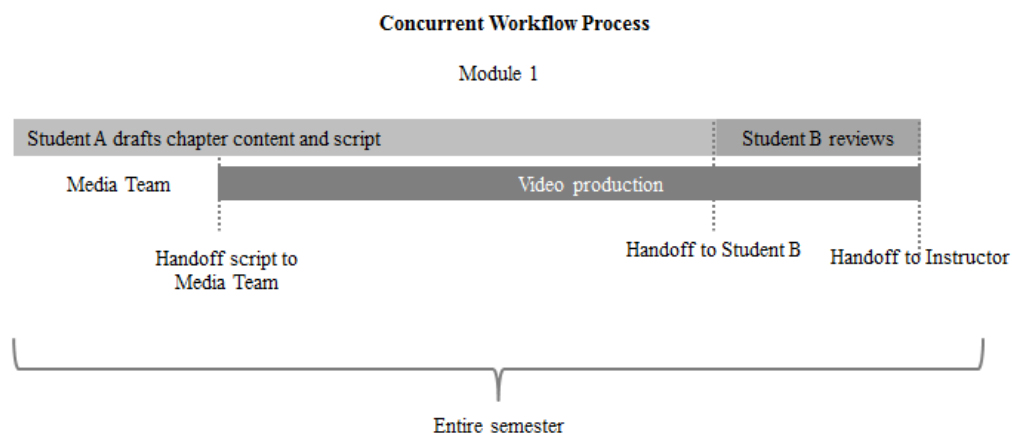 Concurrent Workflow Process
Module 1
Student A drafts chapter content and script
Student B reviews
Media Team
Video production
Handoff script to
Media Team
Handoff to Student B
Handoff to Instructor
Entire semester